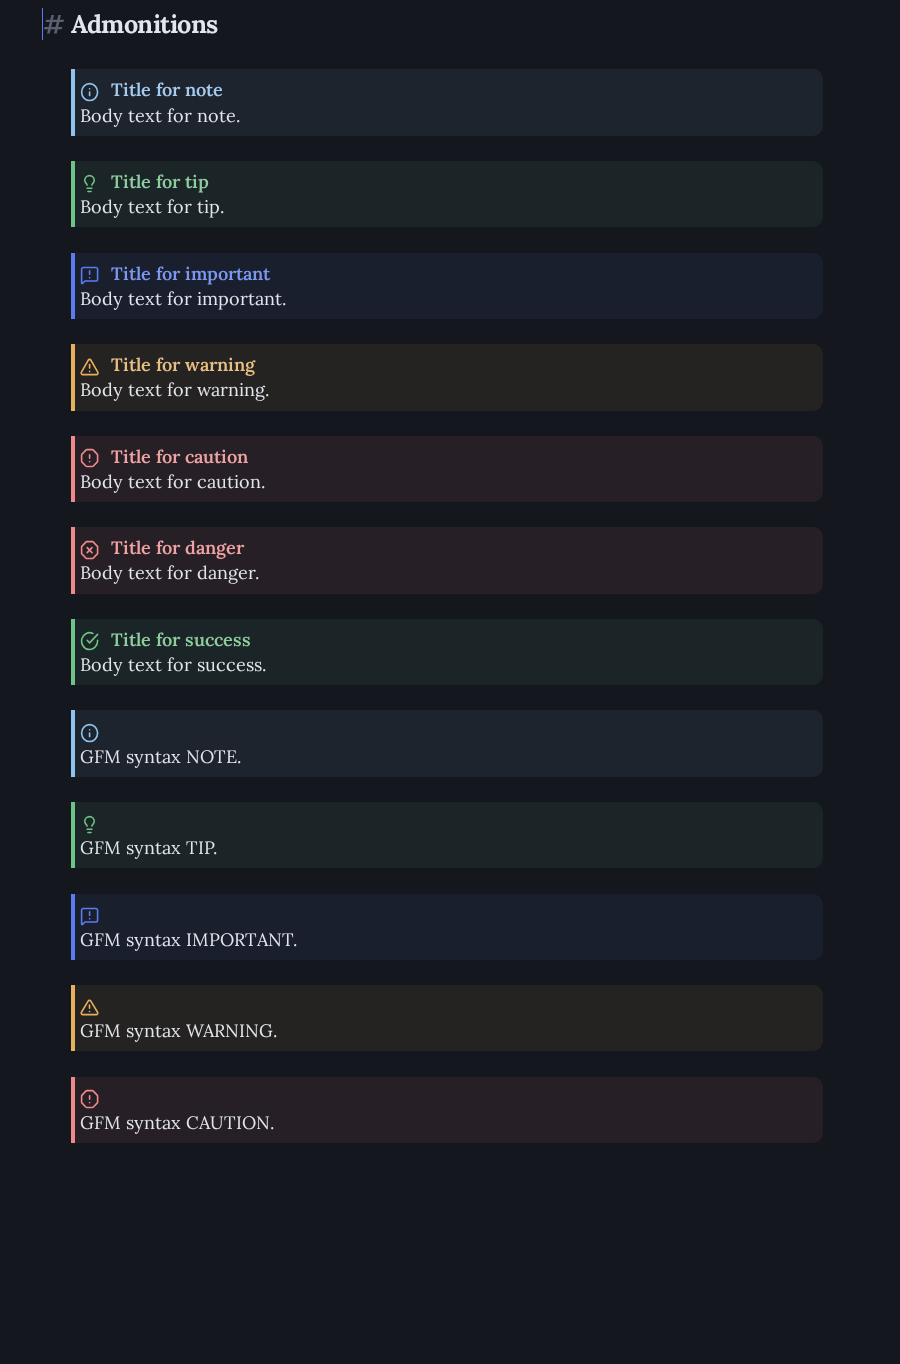 # Admonitions
Title for note
Body text for note.
Title for tip
Body text for tip.
Title for important
Body text for important.
Title for warning
Body text for warning.
Title for caution
Body text for caution.
Title for danger
Body text for danger.
Title for success
Body text for success.
GFM syntax NOTE.
GFM syntax TIP.
GFM syntax IMPORTANT.
GFM syntax WARNING.
GFM syntax CAUTION.